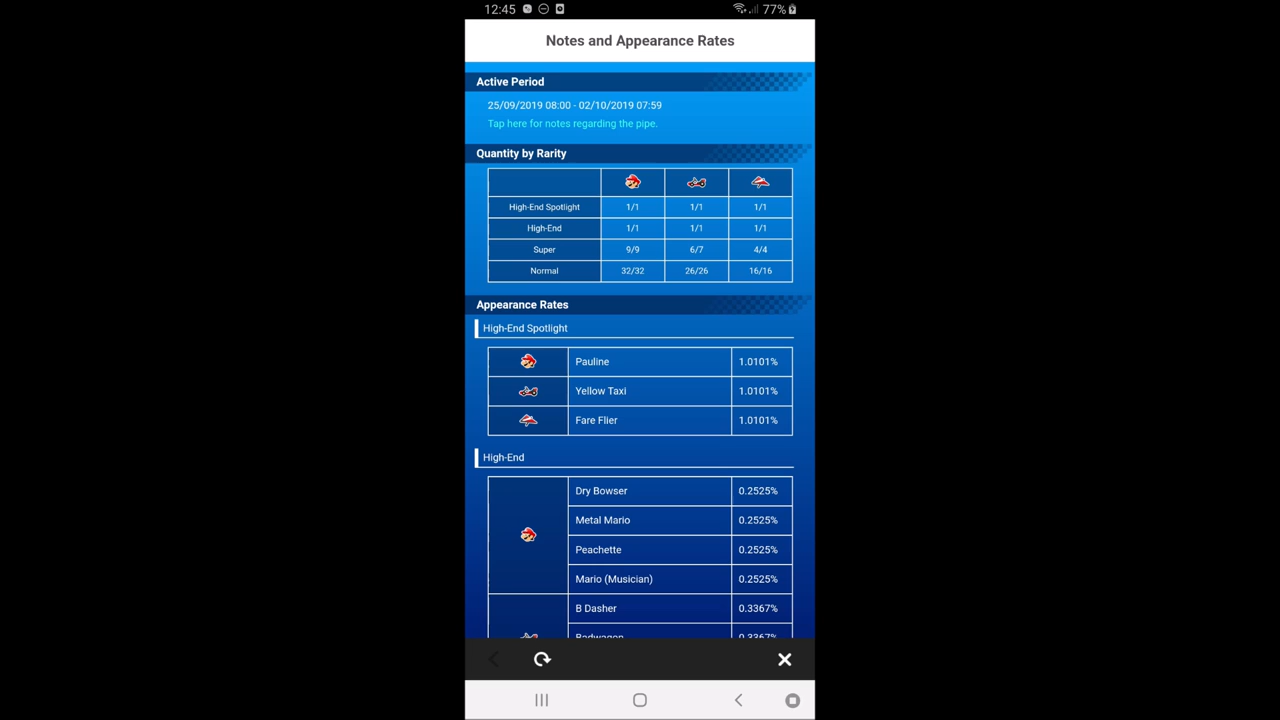 12:45 77%
Notes and Appearance Rates
Active Period
25/09/2019 08:00 - 02/10/2019 07:59
Tap here for notes regarding the pipe.
Quantity by Rarity
High-End Spotlight 1/1 1/1 1/1
High-End 1/1 1/1 1/1
Super 9/9 6/7 4/4
Normal 32/32 26/26 16/16
Appearance Rates
High-End Spotlight
Pauline 1.0101%
Yellow Taxi 1.0101%
Fare Flier 1.0101%
High-End
Dry Bowser 0.2525%
Metal Mario 0.2525%
Peachette 0.2525%
Mario (Musician) 0.2525%
B Dasher 0.3367%
Badwagon 0.3367%